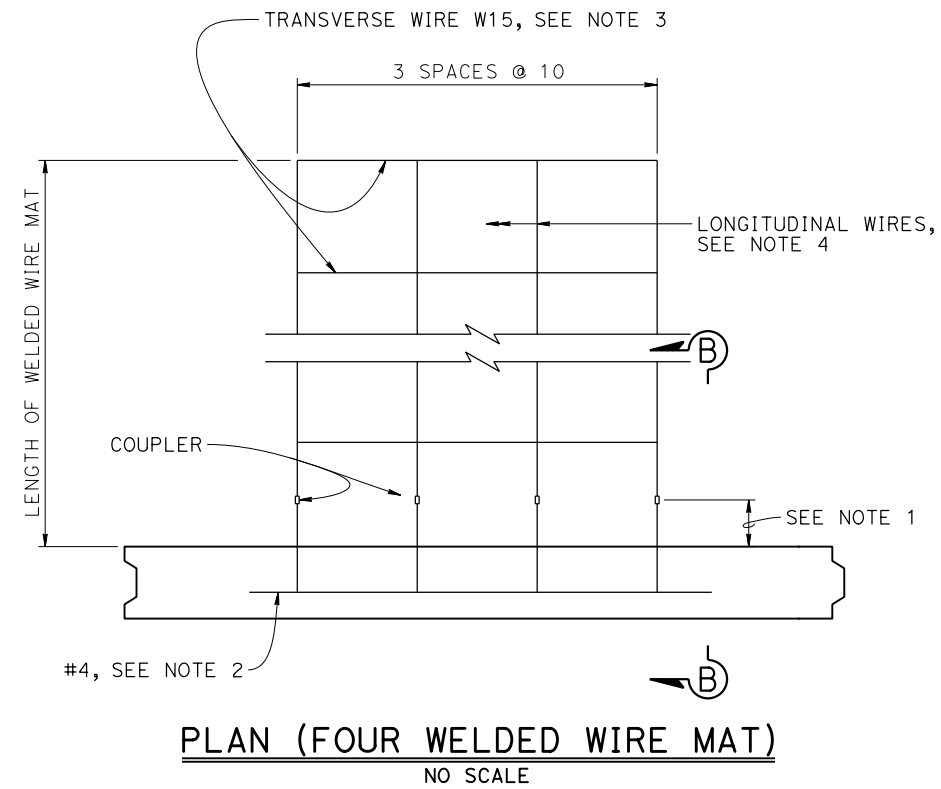 TRANSVERSE WIRE W15, SEE NOTE 3
3 SPACES @ 10
LENGTH OF WELDED WIRE MAT
LONGITUDINAL WIRES,
SEE NOTE 4
B
COUPLER
SEE NOTE 1
#4, SEE NOTE 2
B
PLAN (FOUR WELDED WIRE MAT)
NO SCALE